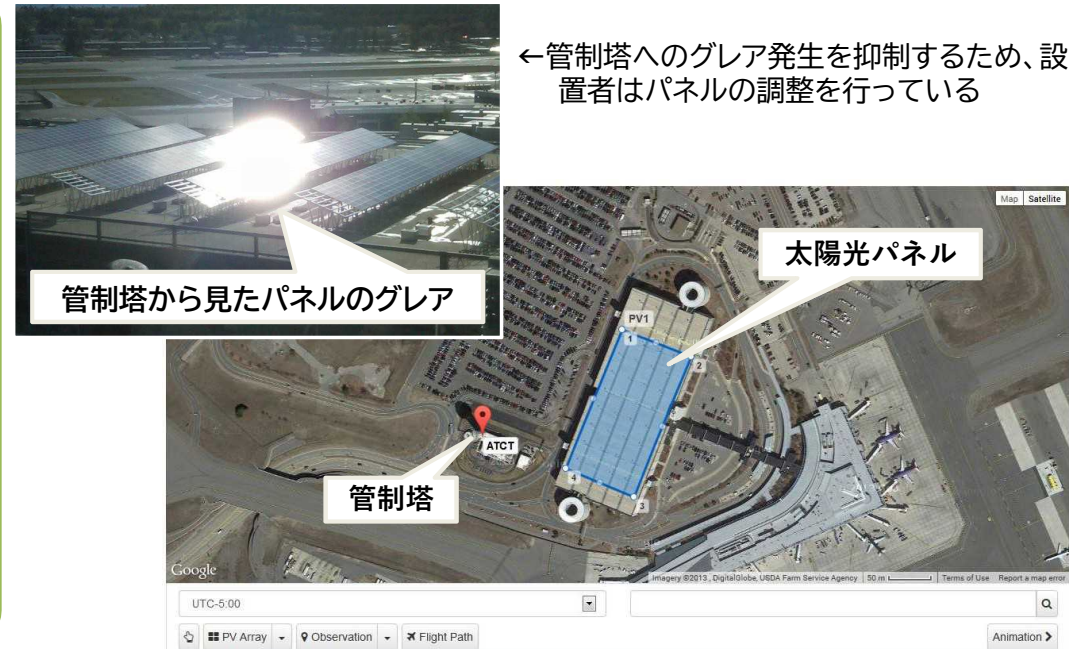 ←管制塔へのグレア発生を抑制するため、設
置者はパネルの調整を行っている
管制塔から見たパネルのグレア
Map Satellite
太陽光パネル
PV1
1
2
ATCT
4
3
管制塔
Google
Imagery ©2013 , DigitalGlobe, USDA Farm Service Agency 50 m Terms of Use Report a map error
UTC-5:00
PV Array Observation Flight Path Animation